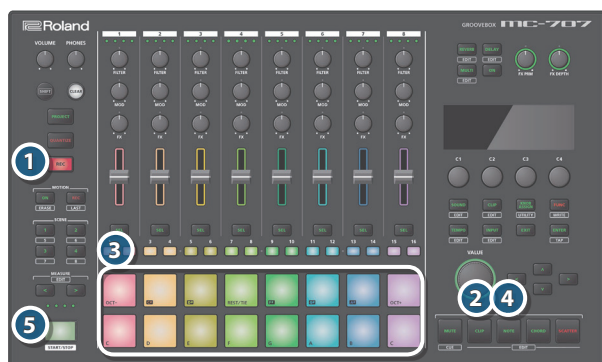 Roland
GROOVEBOX MC-707
VOLUME PHONES
1 2 3 4 5 6 7 8
FILTER FILTER FILTER FILTER FILTER FILTER FILTER FILTER
MOD MOD MOD MOD MOD MOD MOD MOD
FX FX FX FX FX FX FX FX
SHIFT CLEAR
PROJECT
1 REC
MOTION
ON REC
ERASE LAST
SCENE
1 2
3 4
MEASURE
EDIT
5
START/STOP
REVERB DELAY
EDIT EDIT
MULTI
EDIT
FX PRM FX DEPTH
C1 C2 C3 C4
SOUND CLIP
EDIT EDIT UTILITY WRITE
TEMPO INPUT EXIT ENTER
EDIT EDIT TAP
VALUE
2 4
MUTE CLIP NOTE CHORD SCATTER
EDIT
SEL SEL SEL SEL SEL SEL SEL
3
3 4 5 6 7 8 9 10 11 12 13 14 15 16
OCT- REST/TIE OCT+
C D E F G A B C